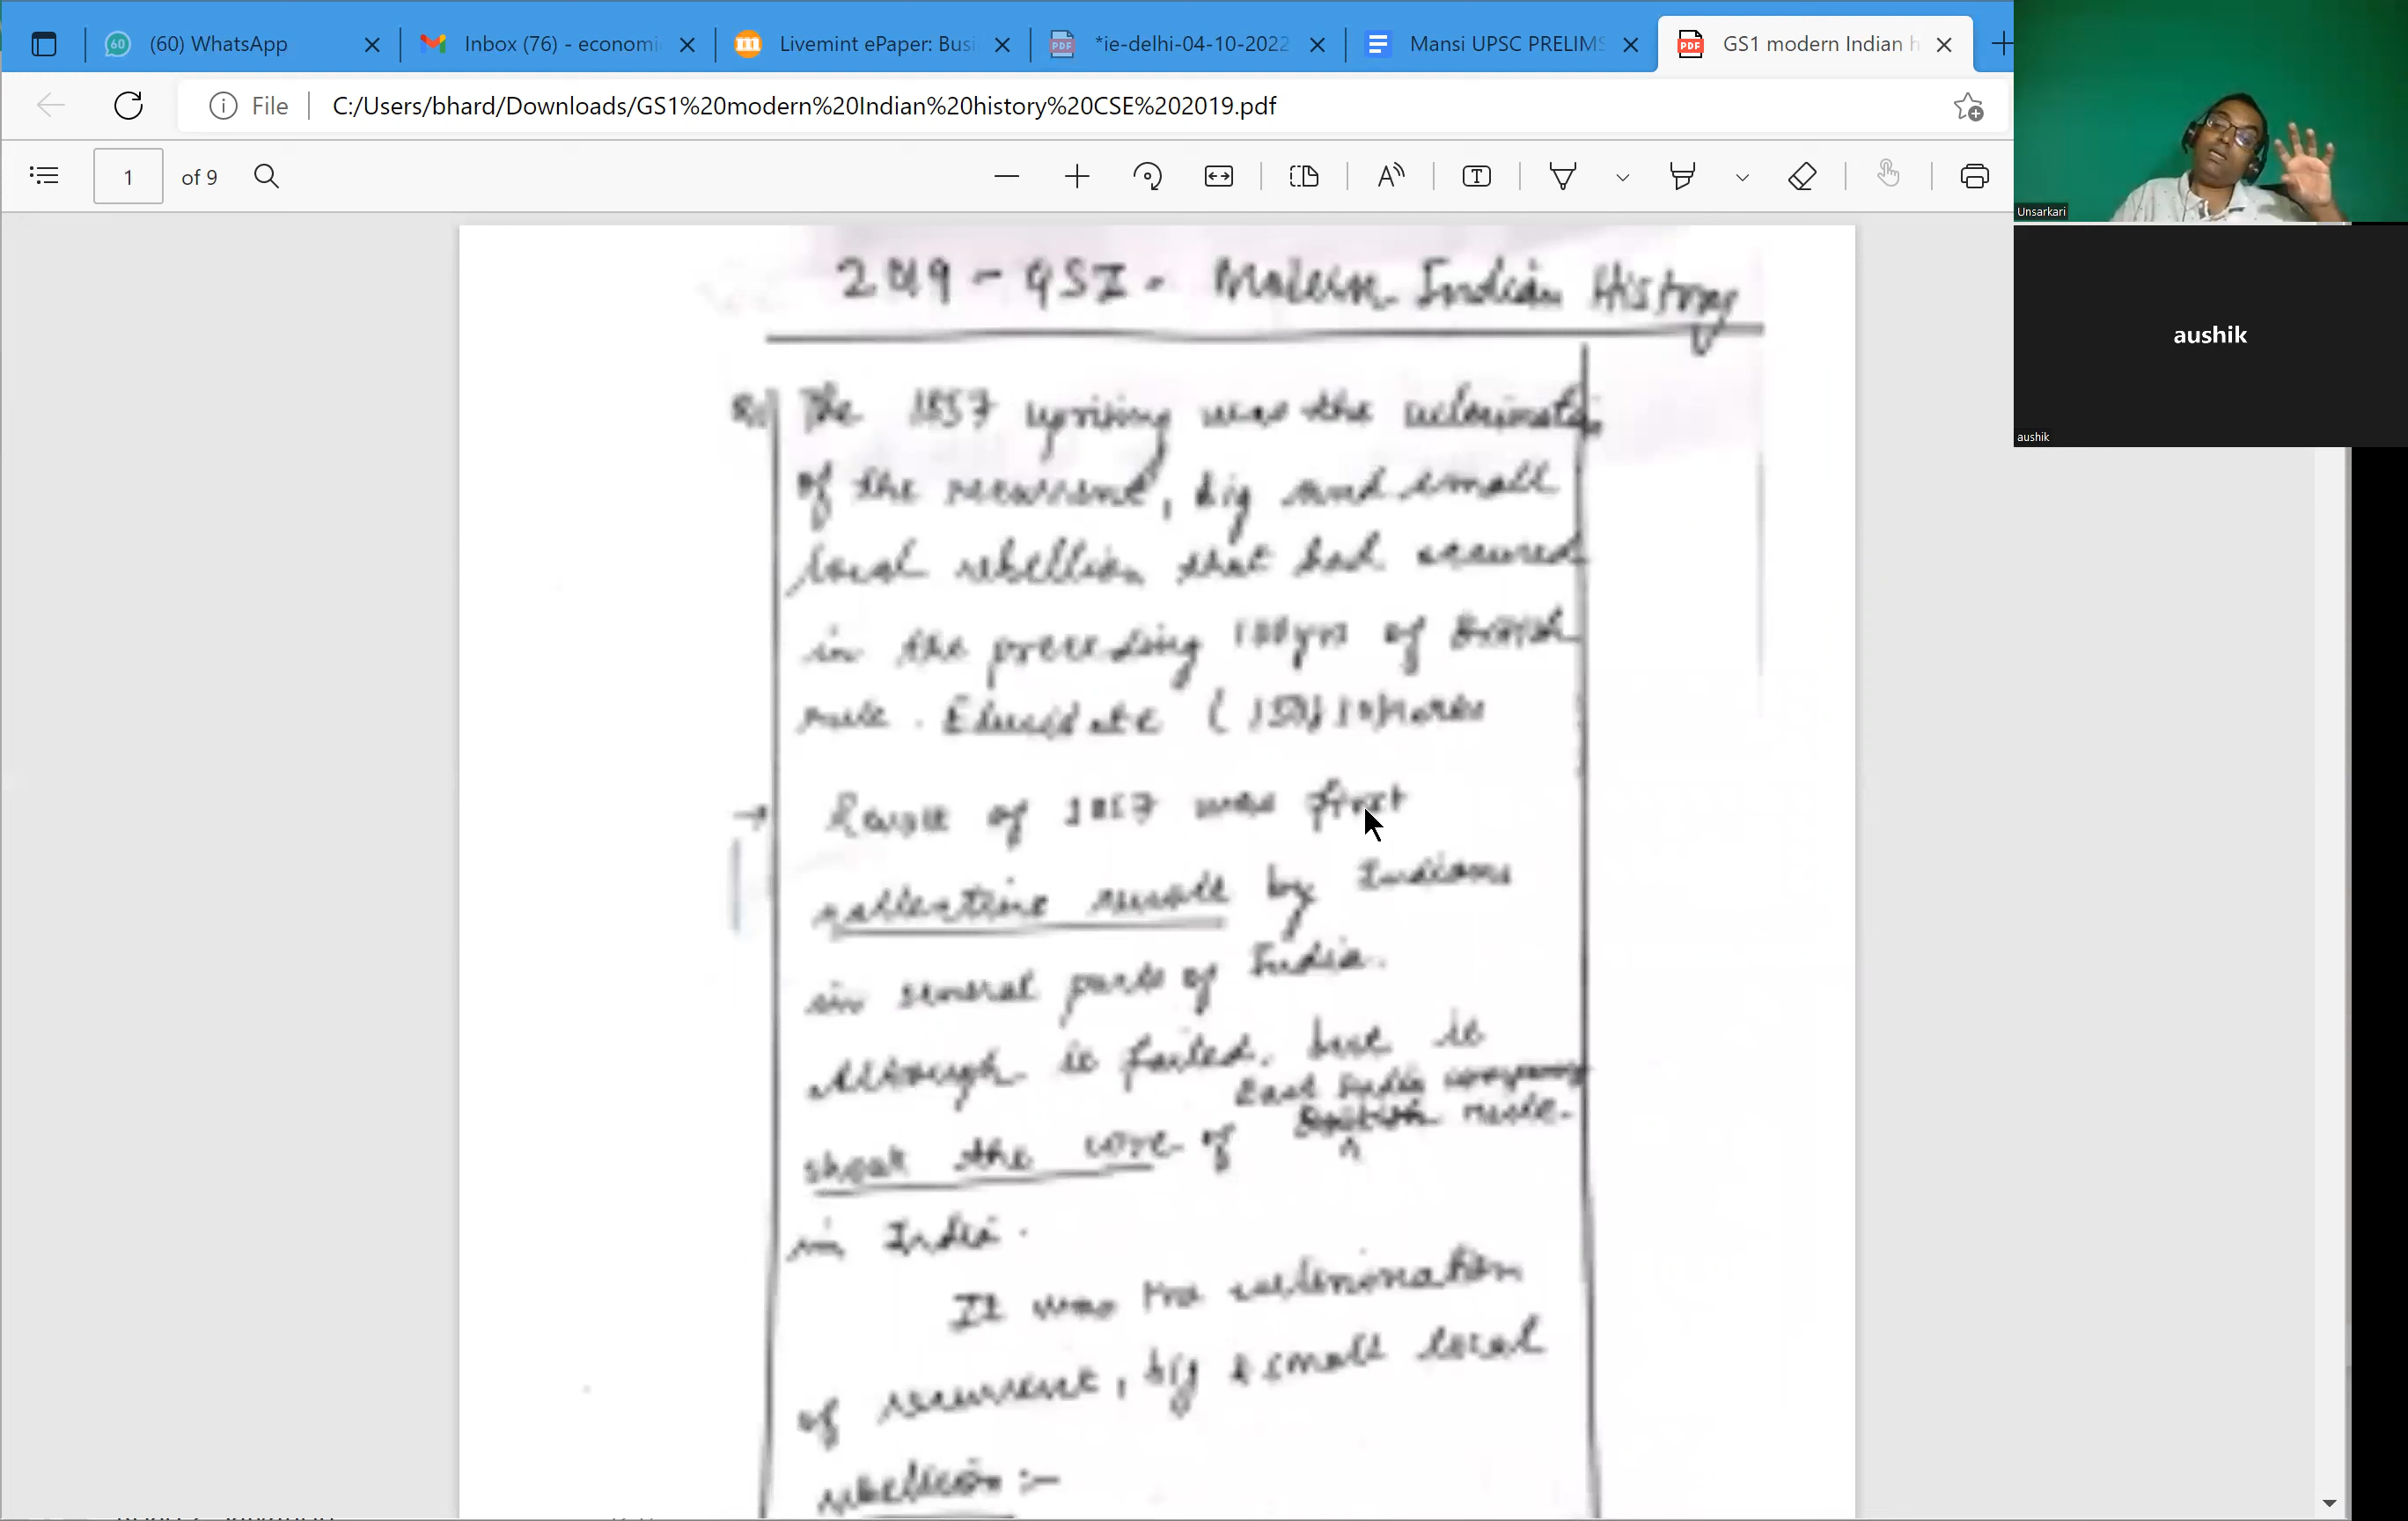 (60) WhatsApp
Inbox (76) - economi
Livemint ePaper: Busi
*ie-delhi-04-10-2022
Mansi UPSC PRELIMS
GS1 modern Indian h
File
C:/Users/bhard/Downloads/GS1%20modern%20Indian%20history%20CSE%202019.pdf
1 of 9
Unsarkari
aushik
aushik
2019 - GSI - Modern Indian History
The 1857 uprising was the culmination
of the recurrent, big and small
local rebellion that had occured
in the preceding 100yrs of British
rule. Elucidate (150) 10 Marks
→ Revolt of 1857 was first
collective revolt by Indians
in several parts of India.
Although it failed, but it
East India company
shook the core of British rule
in India.
It was the culmination
of recurrent, big & small local
rebellion :-